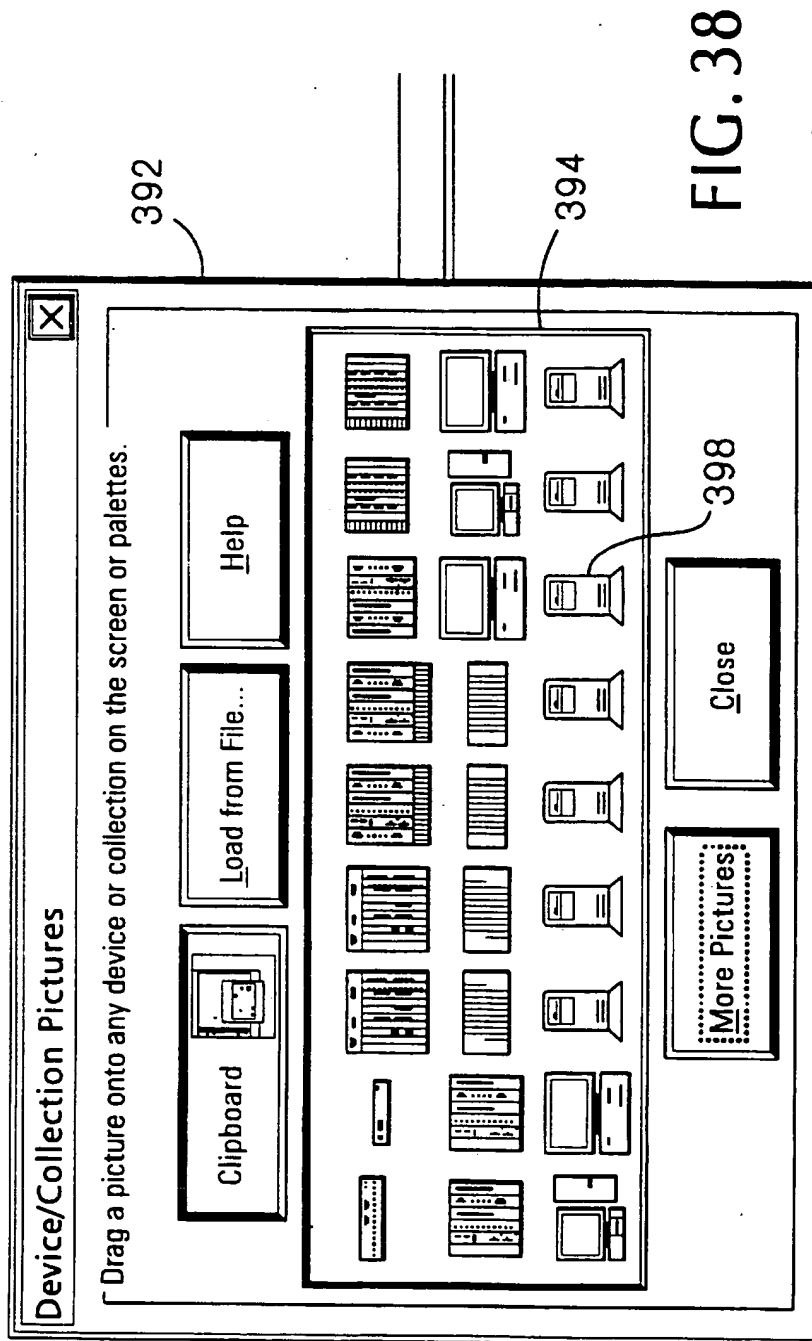 Device/Collection Pictures
Drag a picture onto any device or collection on the screen or palettes.
Clipboard
Load from File...
Help
More Pictures
Close
392
394
398
FIG. 38